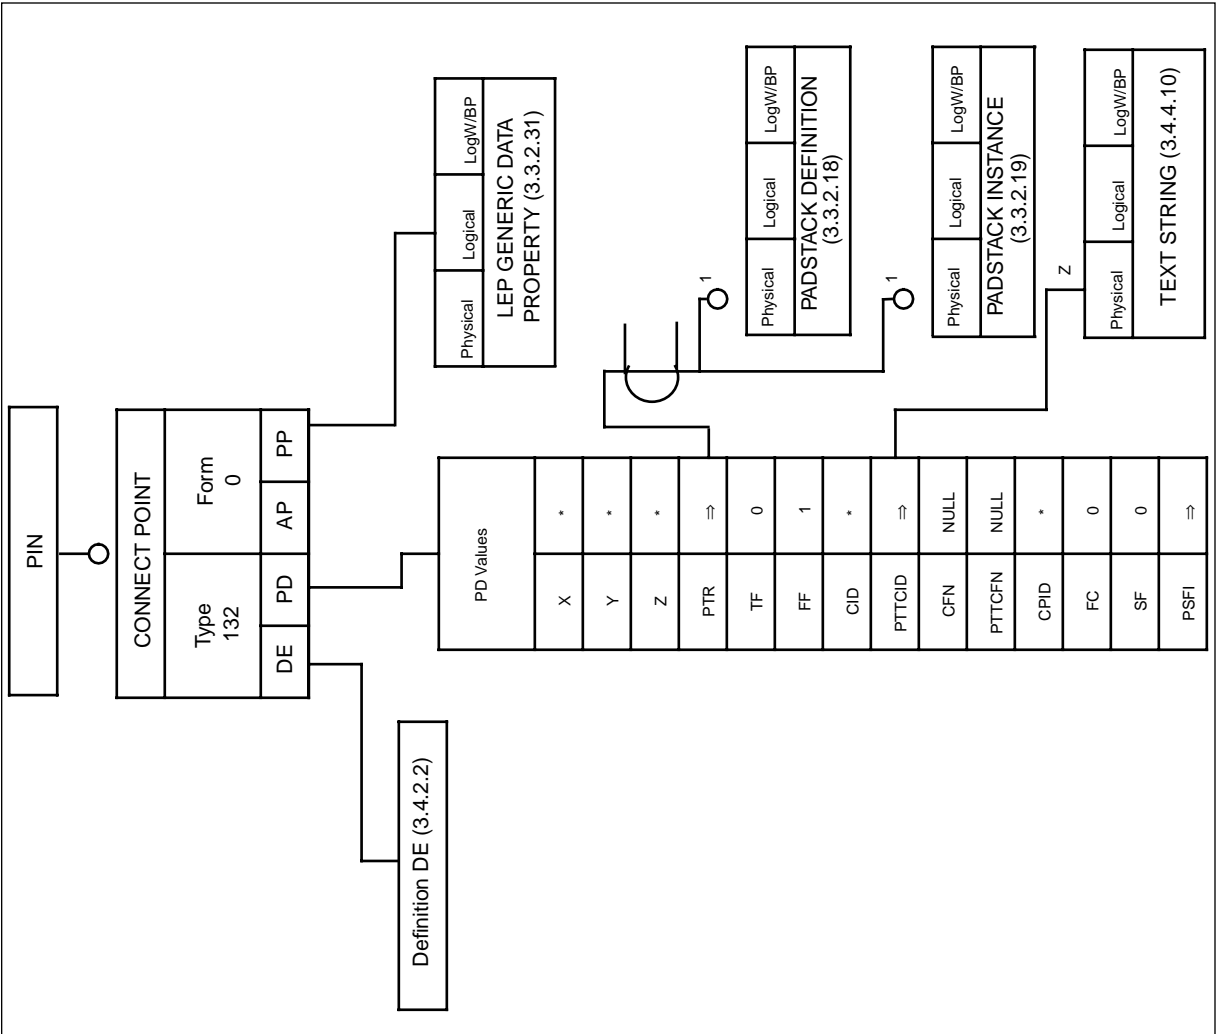 PIN
CONNECT POINT
Type
132
Form
0
DE
PD
AP
PP
Definition DE (3.4.2.2)
Physical
Logical
LogW/BP
LEP GENERIC DATA
PROPERTY (3.3.2.31)
PD Values
X *
Y *
Z *
PTR ⇒
TF 0
FF 1
CID *
PTTCID ⇒
CFN NULL
PTTCFN NULL
CPID *
FC 0
SF 0
PSFI ⇒
1
Physical
Logical
LogW/BP
PADSTACK DEFINITION
(3.3.2.18)
1
Physical
Logical
LogW/BP
PADSTACK INSTANCE
(3.3.2.19)
N
Physical
Logical
LogW/BP
TEXT STRING (3.4.4.10)